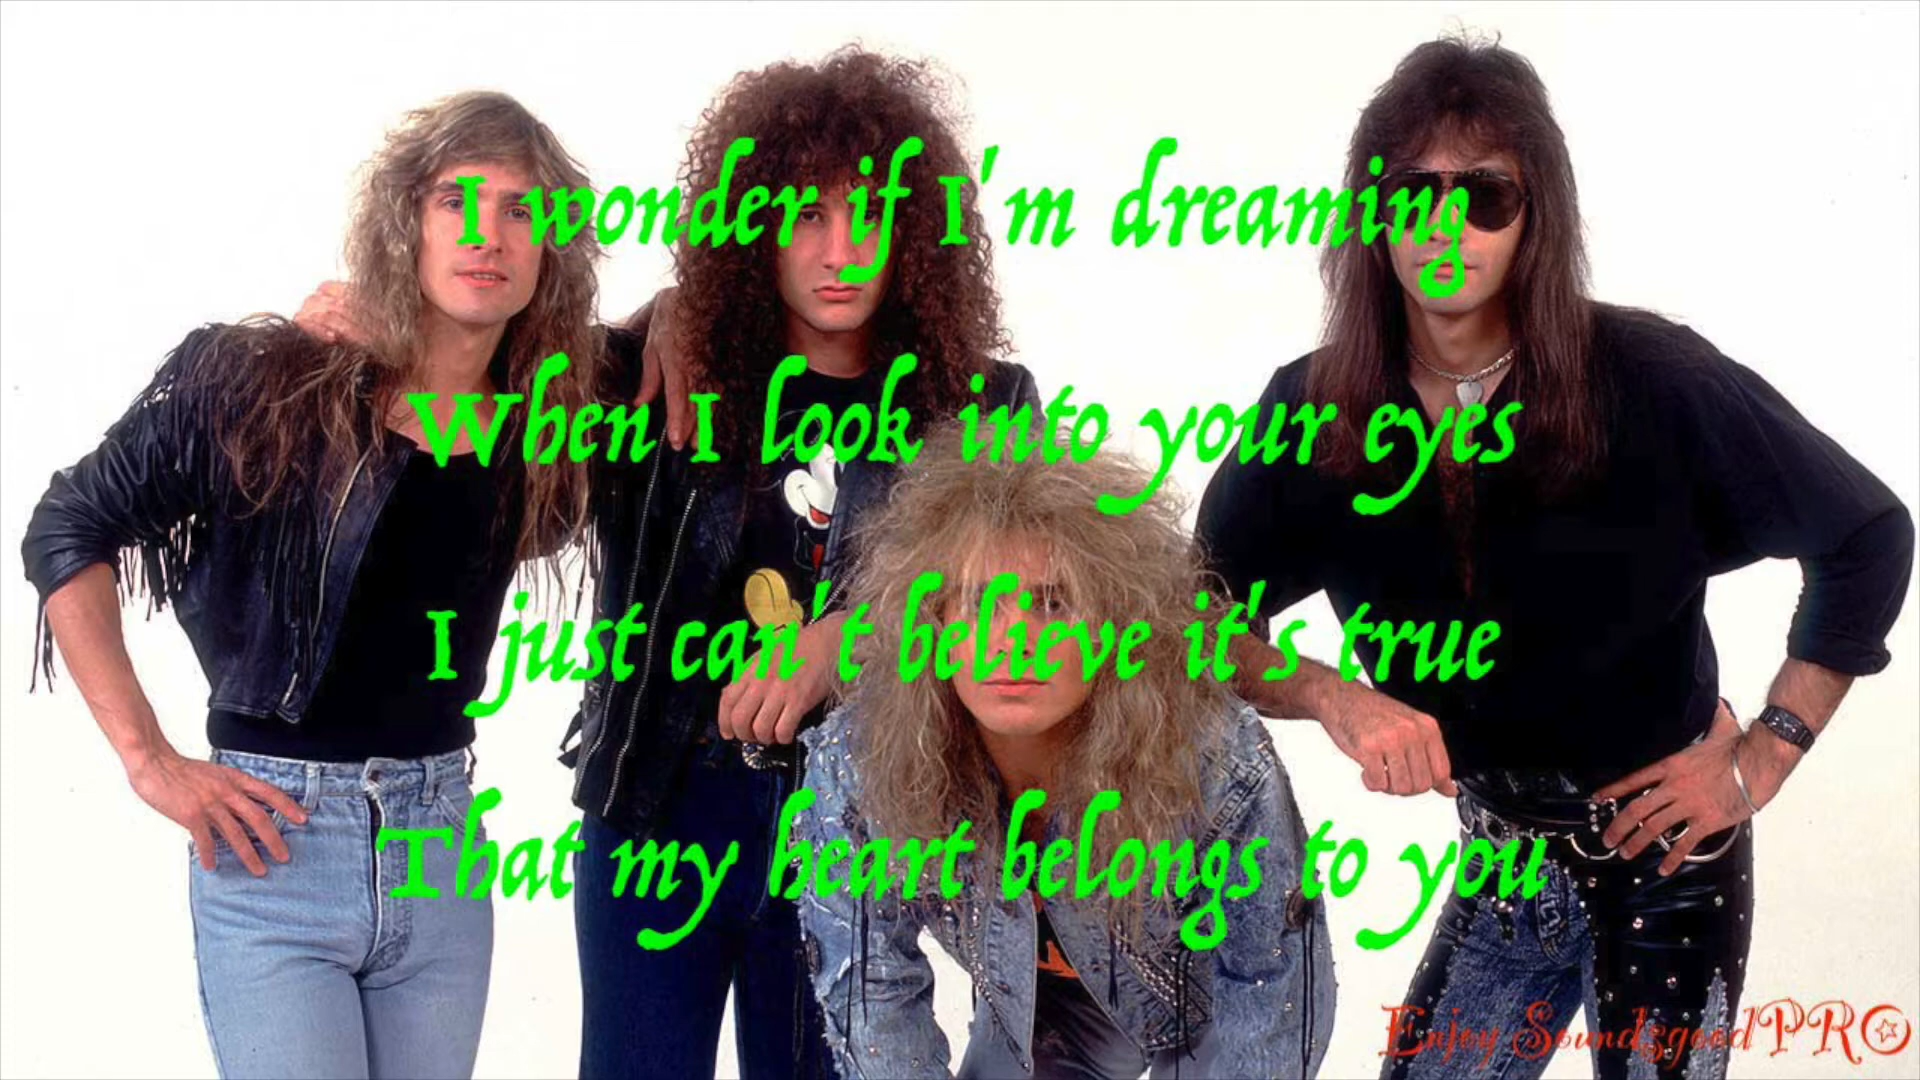 I wonder if I'm dreaming
When I look into your eyes
I just can't believe it's true
That my heart belongs to you
Enjoy SoundsgoodPRO